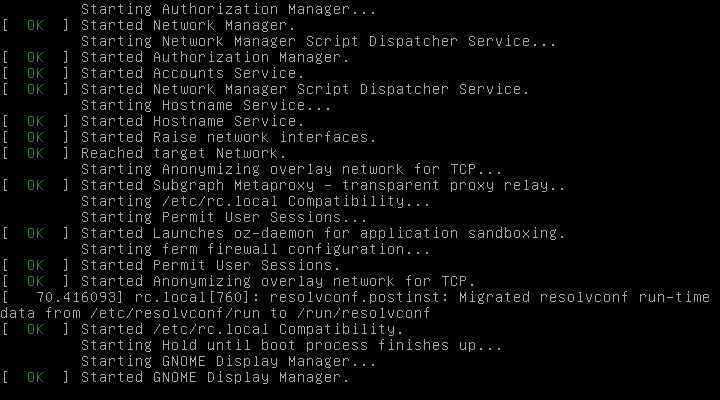 Starting Authorization Manager...
[  OK  ] Started Network Manager.
         Starting Network Manager Script Dispatcher Service...
[  OK  ] Started Authorization Manager.
[  OK  ] Started Accounts Service.
[  OK  ] Started Network Manager Script Dispatcher Service.
         Starting Hostname Service...
[  OK  ] Started Hostname Service.
[  OK  ] Started Raise network interfaces.
[  OK  ] Reached target Network.
         Starting Anonymizing overlay network for TCP...
[  OK  ] Started Subgraph Metaproxy - transparent proxy relay..
         Starting /etc/rc.local Compatibility...
         Starting Permit User Sessions...
[  OK  ] Started Launches oz-daemon for application sandboxing.
         Starting ferm firewall configuration...
[  OK  ] Started Permit User Sessions.
[  OK  ] Started Anonymizing overlay network for TCP.
[   70.416093] rc.local[760]: resolvconf.postinst: Migrated resolvconf run-time
data from /etc/resolvconf/run to /run/resolvconf
[  OK  ] Started /etc/rc.local Compatibility.
         Starting Hold until boot process finishes up...
         Starting GNOME Display Manager...
[  OK  ] Started GNOME Display Manager.